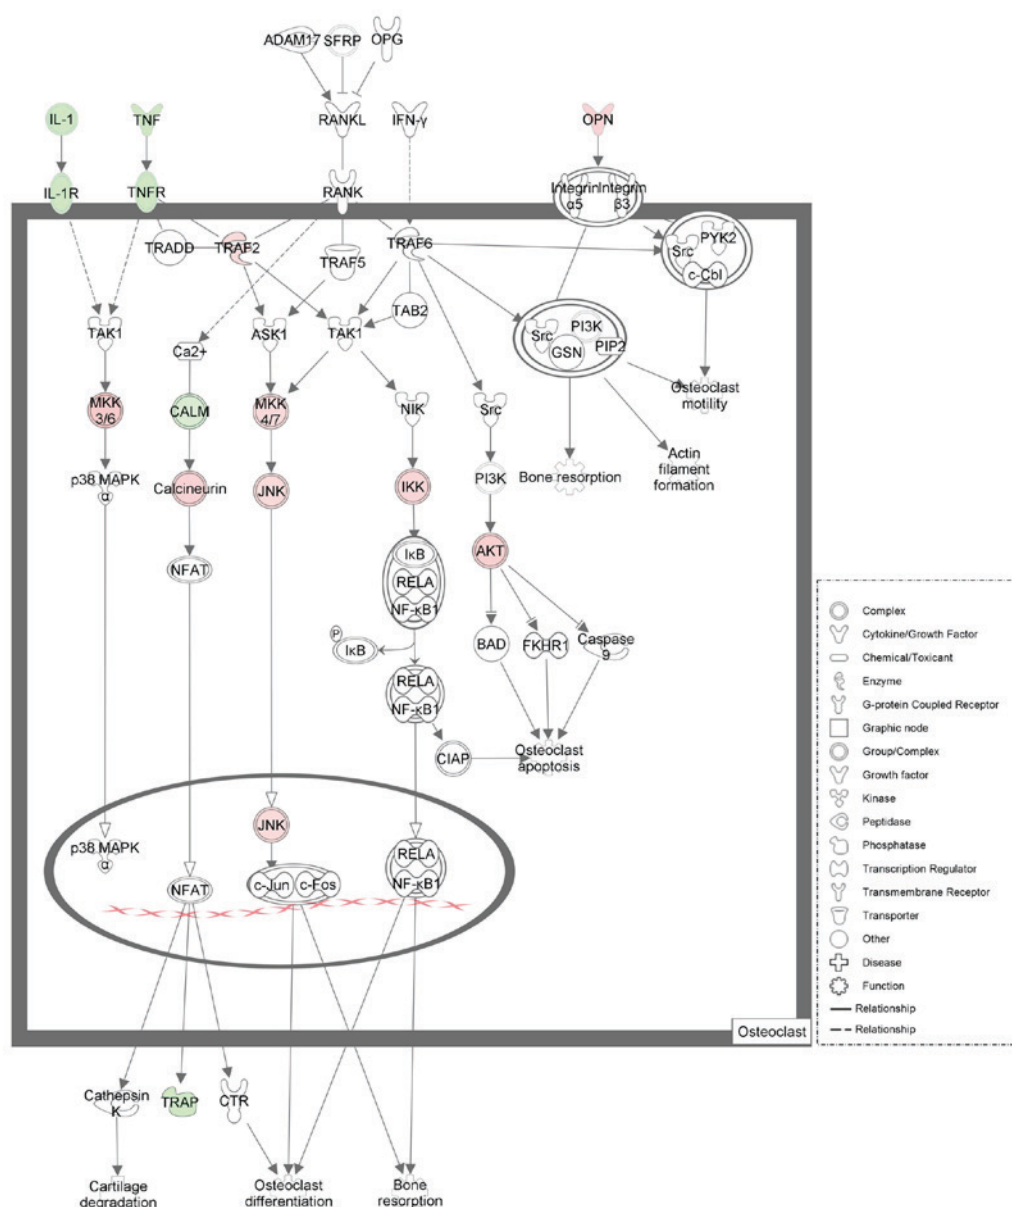 ADAM17
SFRP
OPG
IL-1
TNF
RANKL
IFN-γ
OPN
IL-1R
TNFR
RANK
Integrin
α5
Integrin
β3
TRADD
TRAF2
TRAF5
TRAF6
PYK2
Src
c-Cbl
TAB2
TAK1
Ca2+
ASK1
TAK1
Src
PI3K
GSN
PIP2
MKK
3/6
CALM
MKK
4/7
NIK
Src
Osteoclast
motility
p38 MAPK
α
Calcineurin
JNK
IKK
PI3K
Bone resorption
Actin
filament
formation
NFAT
IκB
RELA
NF-κB1
AKT
P
IκB
BAD
FKHR1
Caspase
9
RELA
NF-κB1
CIAP
Osteoclast
apoptosis
JNK
p38 MAPK
α
NFAT
c-Jun
c-Fos
RELA
NF-κB1
Osteoclast
Cathepsin
K
TRAP
CTR
Cartilage
degradation
Osteoclast
differentiation
Bone
resorption
Complex
Cytokine/Growth Factor
Chemical/Toxicant
Enzyme
G-protein Coupled Receptor
Graphic node
Group/Complex
Growth factor
Kinase
Peptidase
Phosphatase
Transcription Regulator
Transmembrane Receptor
Transporter
Other
Disease
Function
Relationship
Relationship